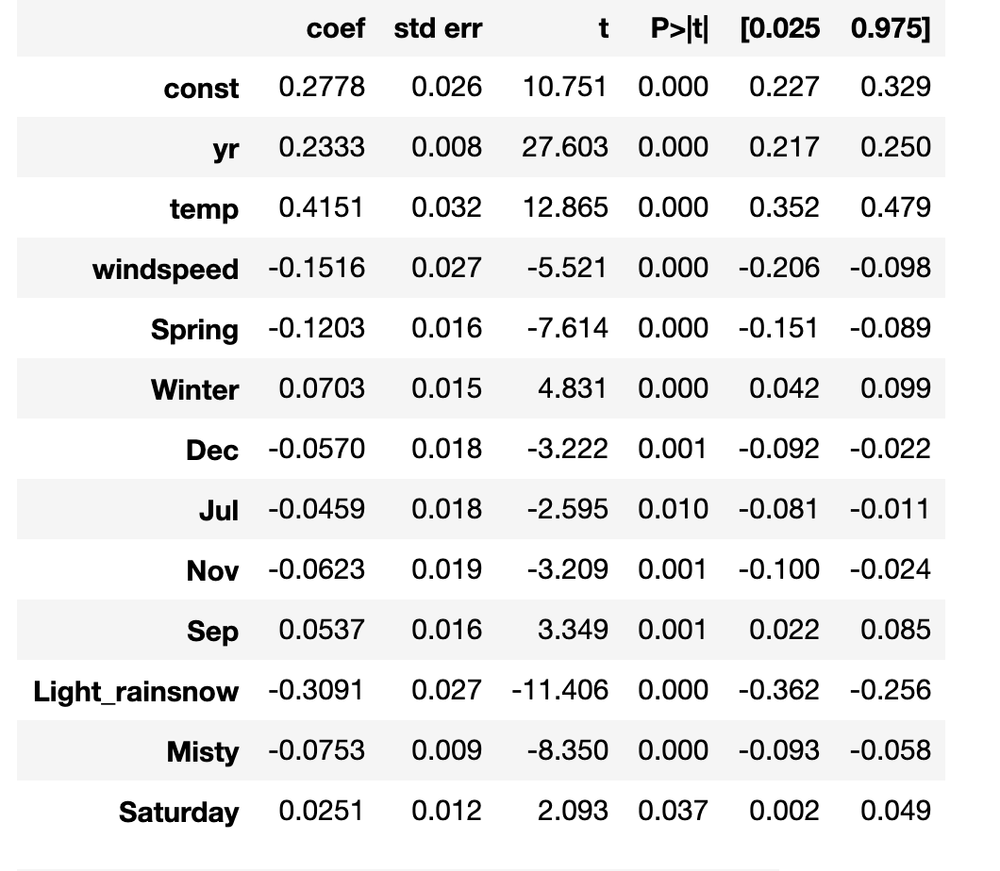 coef std err t P>|t| [0.025 0.975]
const 0.2778 0.026 10.751 0.000 0.227 0.329
yr 0.2333 0.008 27.603 0.000 0.217 0.250
temp 0.4151 0.032 12.865 0.000 0.352 0.479
windspeed -0.1516 0.027 -5.521 0.000 -0.206 -0.098
Spring -0.1203 0.016 -7.614 0.000 -0.151 -0.089
Winter 0.0703 0.015 4.831 0.000 0.042 0.099
Dec -0.0570 0.018 -3.222 0.001 -0.092 -0.022
Jul -0.0459 0.018 -2.595 0.010 -0.081 -0.011
Nov -0.0623 0.019 -3.209 0.001 -0.100 -0.024
Sep 0.0537 0.016 3.349 0.001 0.022 0.085
Light_rainsnow -0.3091 0.027 -11.406 0.000 -0.362 -0.256
Misty -0.0753 0.009 -8.350 0.000 -0.093 -0.058
Saturday 0.0251 0.012 2.093 0.037 0.002 0.049